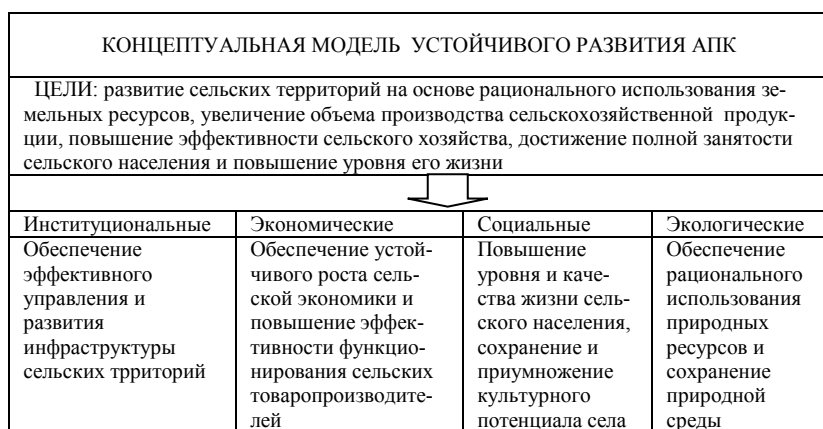 КОНЦЕПТУАЛЬНАЯ МОДЕЛЬ УСТОЙЧИВОГО РАЗВИТИЯ АПК
ЦЕЛИ: развитие сельских территорий на основе рационального использования зе-
мельных ресурсов, увеличение объема производства сельскохозяйственной продук-
ции, повышение эффективности сельского хозяйства, достижение полной занятости
сельского населения и повышение уровня его жизни
Институциональные
Обеспечение
эффективного
управления и
развития
инфраструктуры
сельских трриторий
Экономические
Обеспечение устой-
чивого роста сель-
ской экономики и
повышение эффек-
тивности функцио-
нирования сельских
товаропроизводите-
лей
Социальные
Повышение
уровня и каче-
ства жизни сель-
ского населения,
сохранение и
приумножение
культурного
потенциала села
Экологические
Обеспечение
рационального
использования
природных
ресурсов и
сохранение
природной
среды